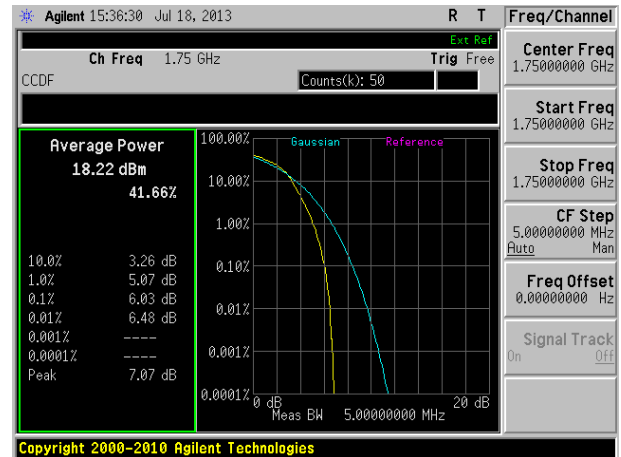 Agilent 15:36:30 Jul 18, 2013 R T Freq/Channel
Ext Ref
Ch Freq 1.75 GHz Trig Free
CCDF Counts(k): 50
Center Freq
1.75000000 GHz
Start Freq
1.75000000 GHz
Stop Freq
1.75000000 GHz
CF Step
5.00000000 MHz
Auto Man
Freq Offset
0.00000000 Hz
Signal Track
On Off
Average Power
18.22 dBm
41.66%
10.0% 3.26 dB
1.0% 5.07 dB
0.1% 6.03 dB
0.01% 6.48 dB
0.001% ----
0.0001% ----
Peak 7.07 dB
Gaussian Reference
100.00%
10.00%
1.00%
0.10%
0.01%
0.001%
0.0001%
0 dB 20 dB
Meas BW 5.00000000 MHz
Copyright 2000-2010 Agilent Technologies